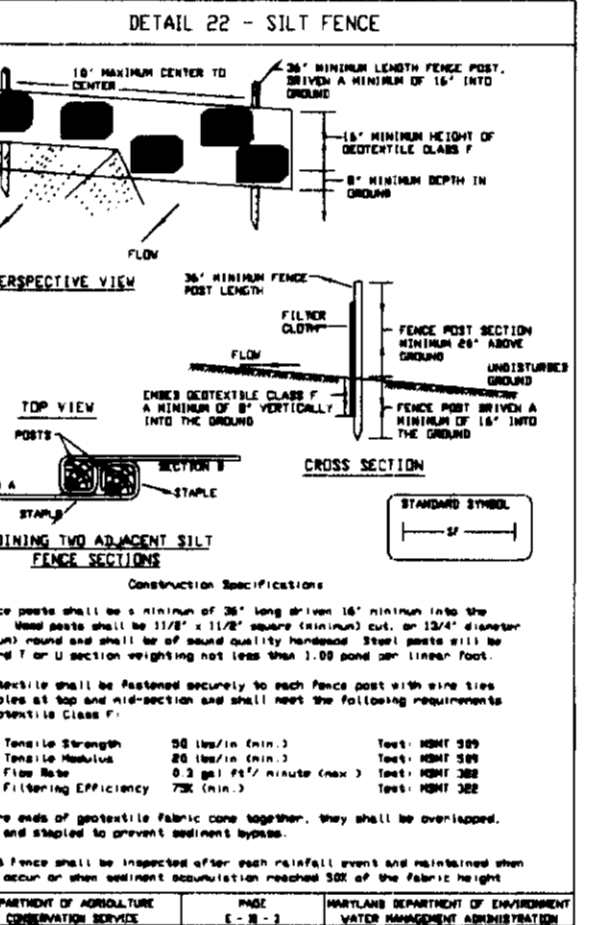 DETAIL 22 - SILT FENCE
10' MAXIMUM CENTER TO
CENTER
36" MINIMUM LENGTH FENCE POST,
DRIVEN A MINIMUM OF 16" INTO
GROUND
16" MINIMUM HEIGHT OF
GEOTEXTILE CLASS F
8" MINIMUM DEPTH IN
GROUND
FLOW
ERSPECTIVE VIEW
36" MINIMUM FENCE
POST LENGTH
FILTER
CLOTH
FLOW
FENCE POST SECTION
MINIMUM 20" ABOVE
GROUND
UNDISTURBED
GROUND
EMBED GEOTEXTILE CLASS F
A MINIMUM OF 8" VERTICALLY
INTO THE GROUND
FENCE POST DRIVEN A
MINIMUM OF 16" INTO
THE GROUND
TOP VIEW
POSTS
SECTION B
A
STAPLE
STAPLE
CROSS SECTION
STANDARD SYMBOL
SF
INING TWO ADJACENT SILT
FENCE SECTIONS
Construction Specifications
ce posts shall be a minimum of 36" long driven 16" minimum into the
Wood posts shall be 11/2" x 11/2" square (minimum) cut, or 13/4" diameter
um) round and shall be of sound quality hardwood. Steel posts will be
rd T or U section weighting not less than 1.00 pond per linear foot.
textile shall be fastened securely to each fence post with wire ties
ples at top and mid-section and shall meet the following requirements
otextile Class F:
Tensile Strength 50 lbs/in (min.) Test: MSMT 509
Tensile Modulus 20 lbs/in (min.) Test: MSMT 509
Flow Rate 0.3 gal ft²/ minute (max.) Test: MSMT 322
Filtering Efficiency 75% (min.) Test: MSMT 322
re ends of geotextile fabric come together, they shall be overlapped,
and stapled to prevent sediment bypass.
Fence shall be inspected after each rainfall event and maintained when
occur or when sediment accumulation reached 50% of the fabric height
PARTMENT OF AGRICULTURE
CONSERVATION SERVICE
PAGE
MARYLAND DEPARTMENT OF ENVIRONMENT
WATER MANAGEMENT ADMINISTRATION